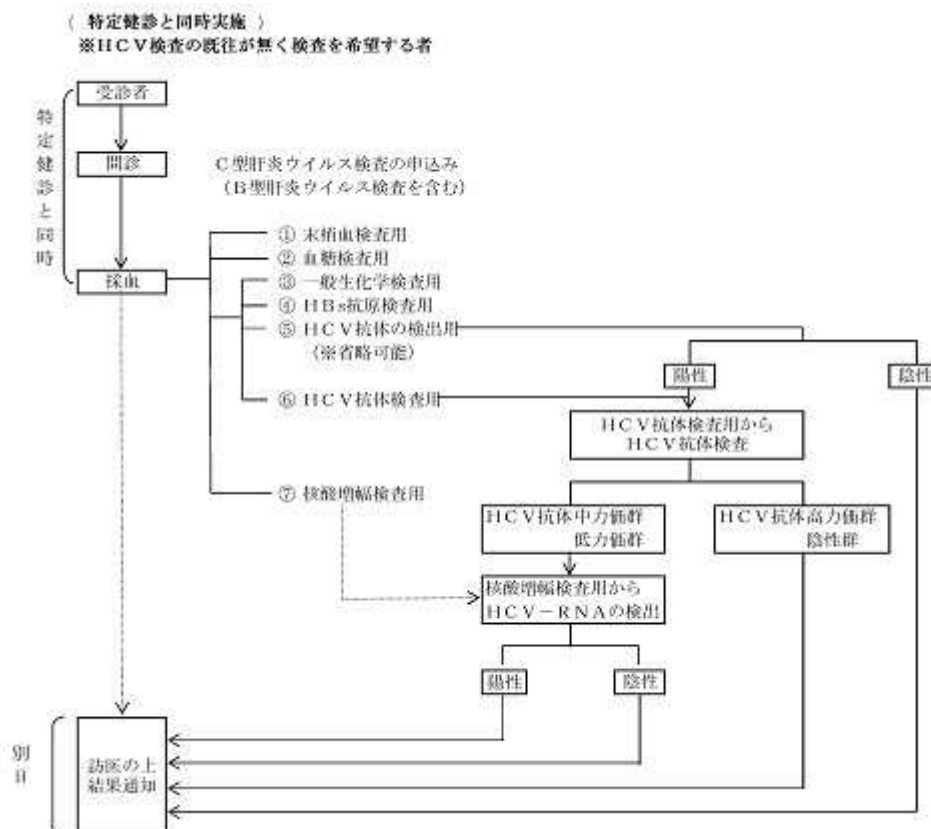 ( 特定健診と同時実施 )
※HCV検査の既往が無く検査を希望する者
特定健診と同時
受診者
問診
C型肝炎ウイルス検査の申込み
(B型肝炎ウイルス検査を含む)
採血
① 末梢血検査用
② 血糖検査用
③ 一般生化学検査用
④ HBs抗原検査用
⑤ HCV抗体の検出用
(※省略可能)
陽性
陰性
⑥ HCV抗体検査用
HCV抗体検査用から
HCV抗体検査
⑦ 核酸増幅検査用
HCV抗体中力価群
低力価群
HCV抗体高力価群
陰性群
核酸増幅検査用から
HCV-RNAの検出
陽性
陰性
別日
訪医の上
結果通知